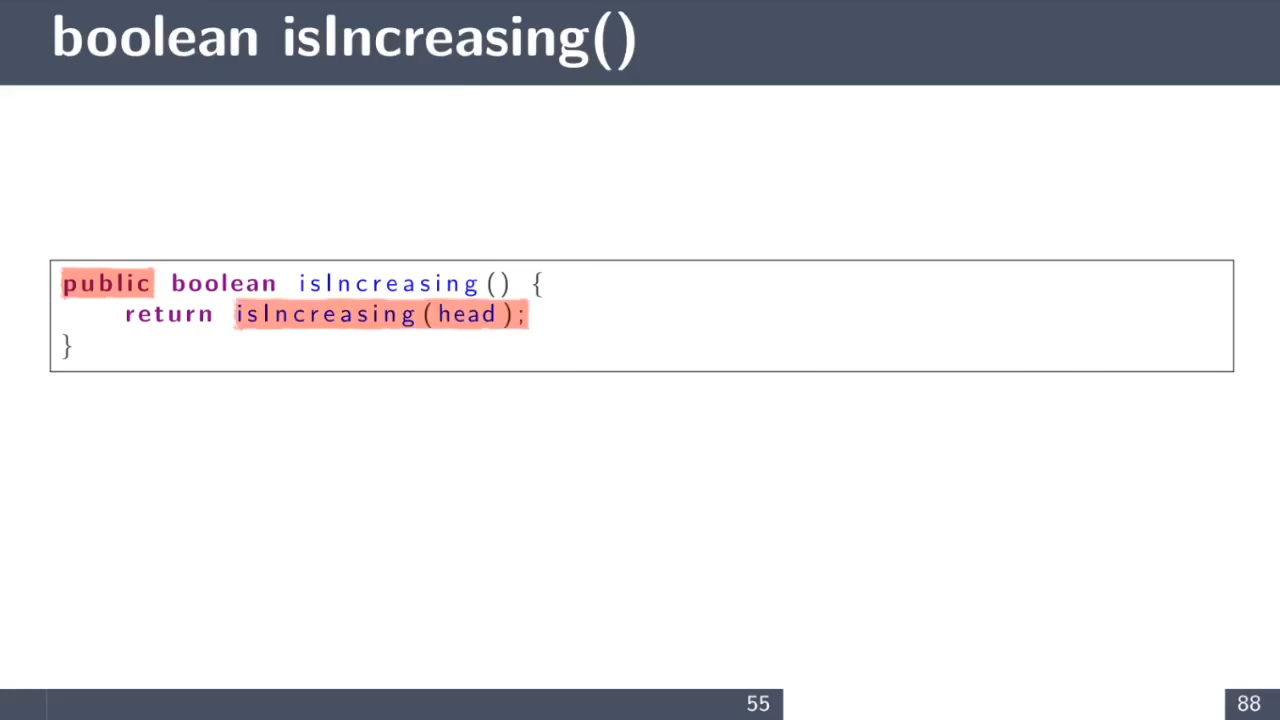 boolean isIncreasing()
public boolean isIncreasing() {
return isIncreasing(head);
}
55
88